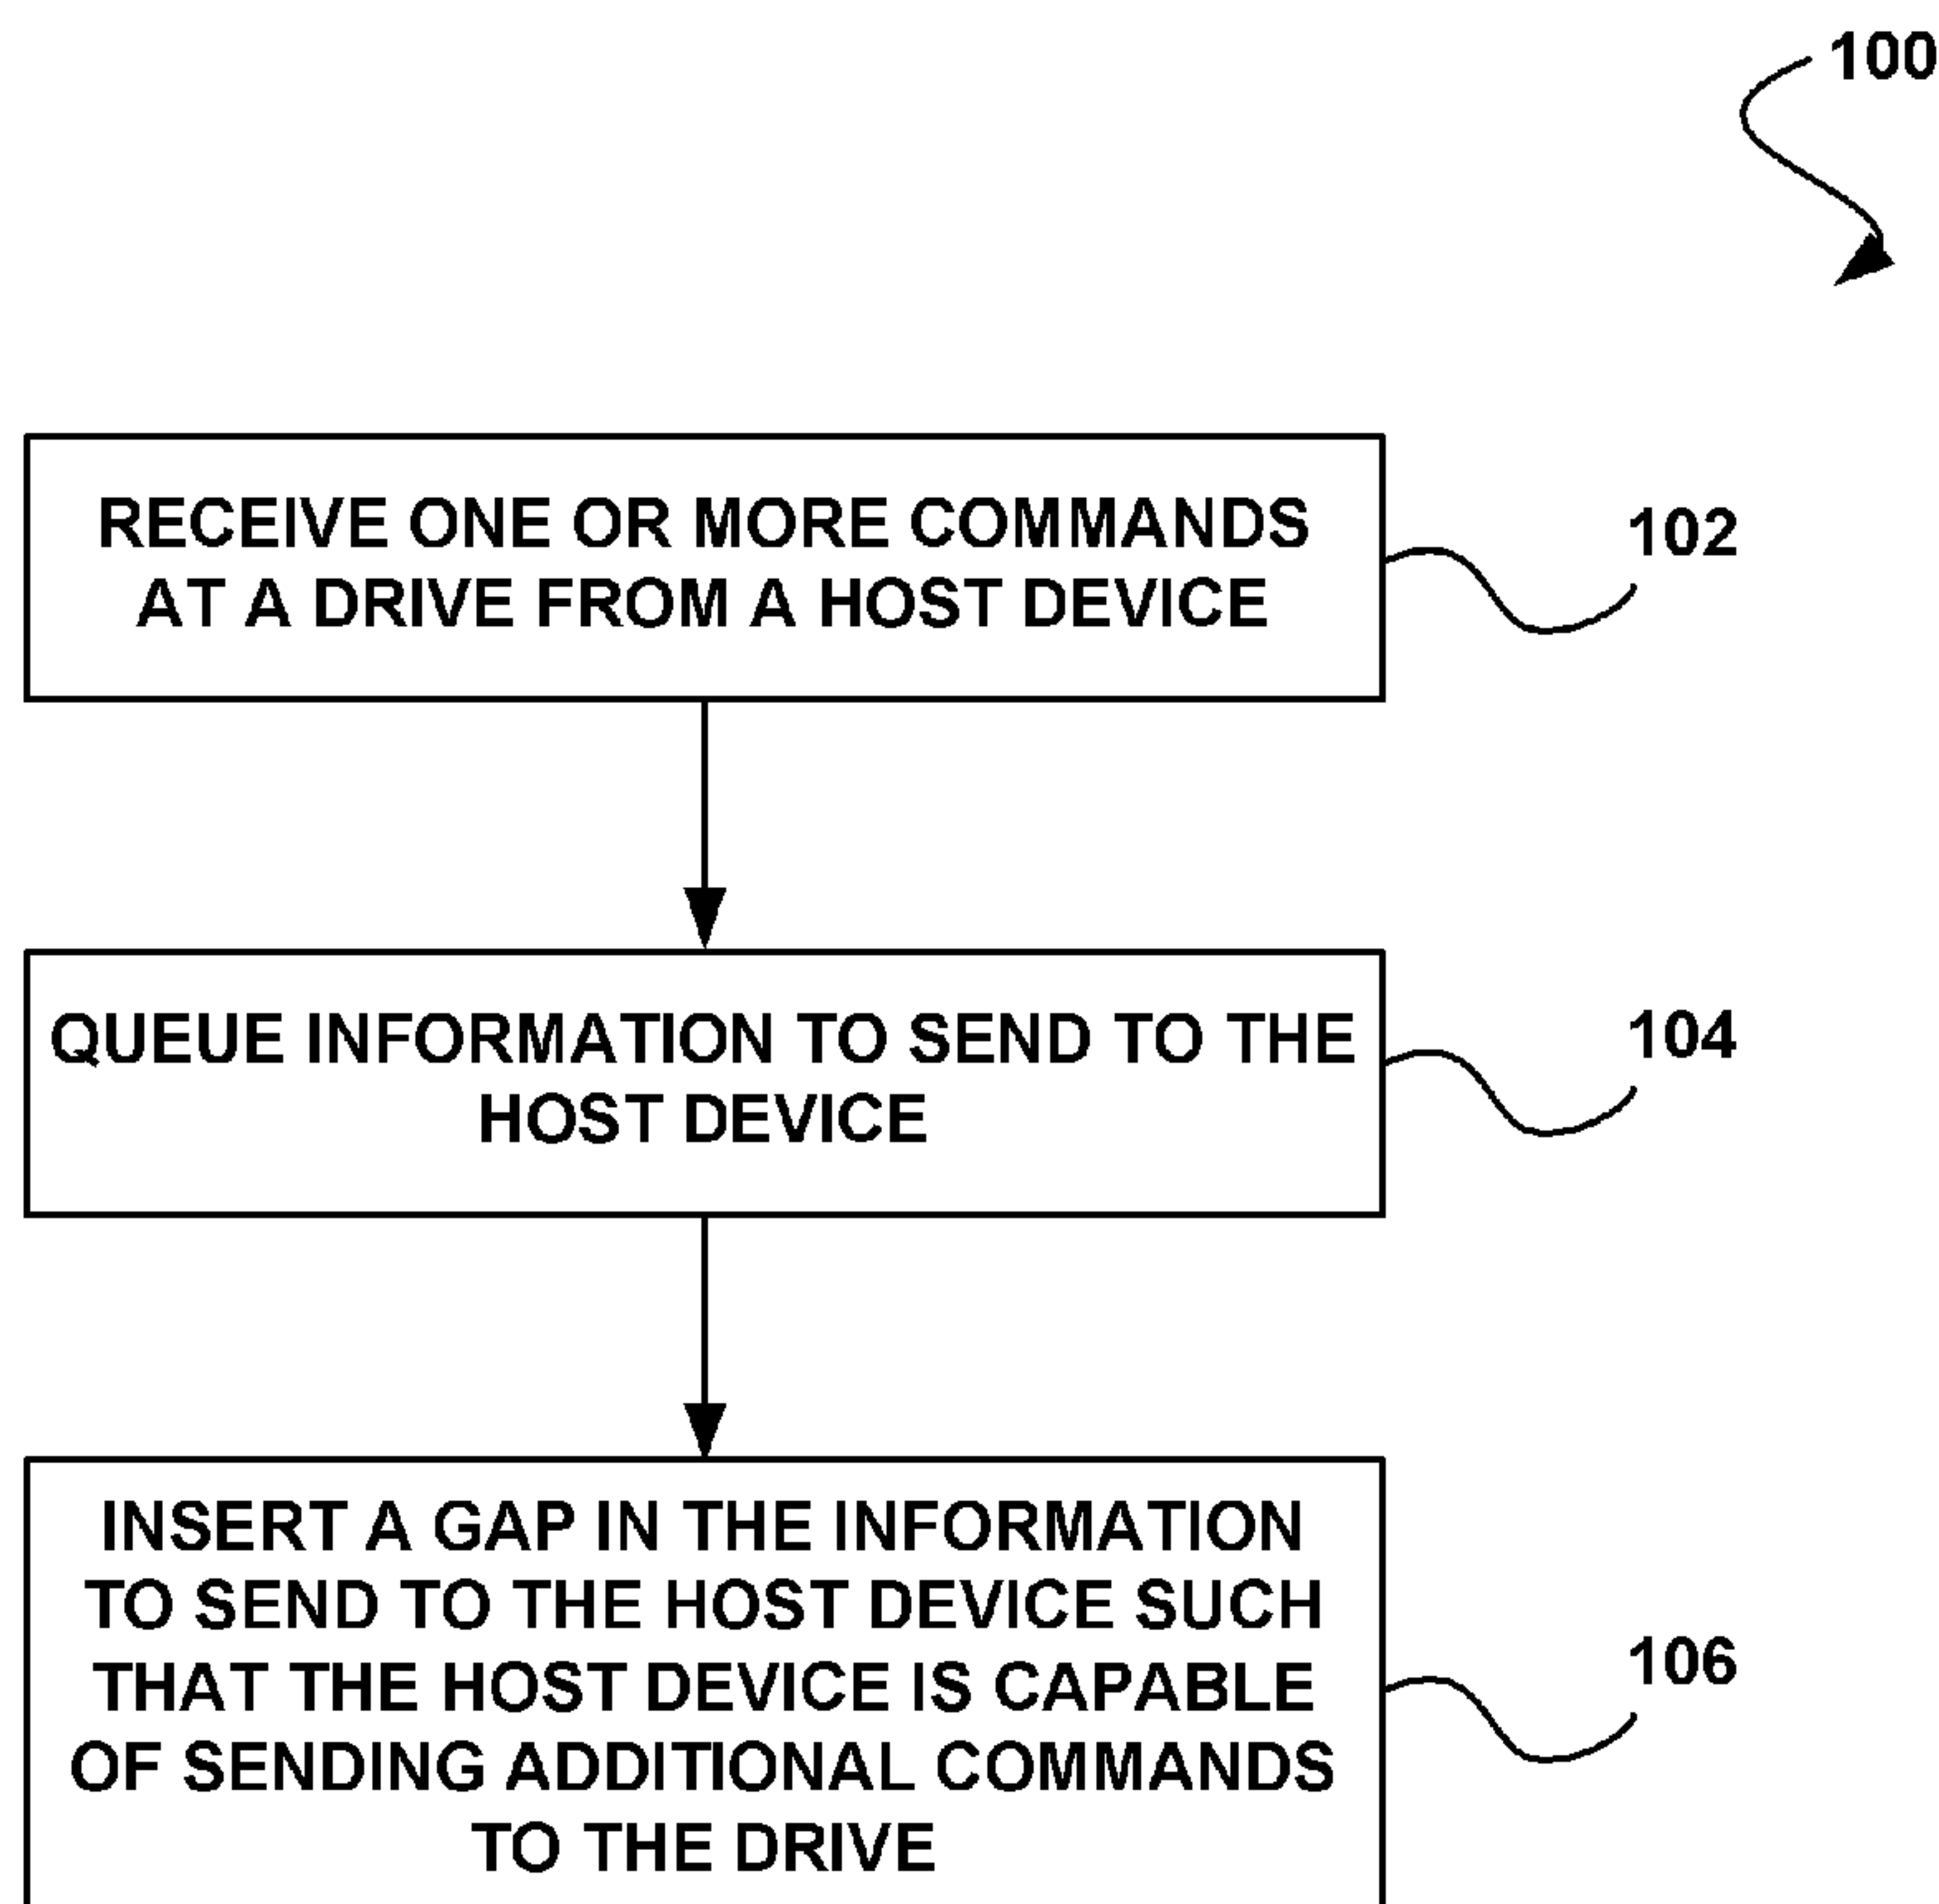 100
RECEIVE ONE OR MORE COMMANDS
AT A DRIVE FROM A HOST DEVICE
102
QUEUE INFORMATION TO SEND TO THE
HOST DEVICE
104
INSERT A GAP IN THE INFORMATION
TO SEND TO THE HOST DEVICE SUCH
THAT THE HOST DEVICE IS CAPABLE
OF SENDING ADDITIONAL COMMANDS
TO THE DRIVE
106